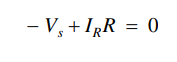 − V_s + I_R R = 0